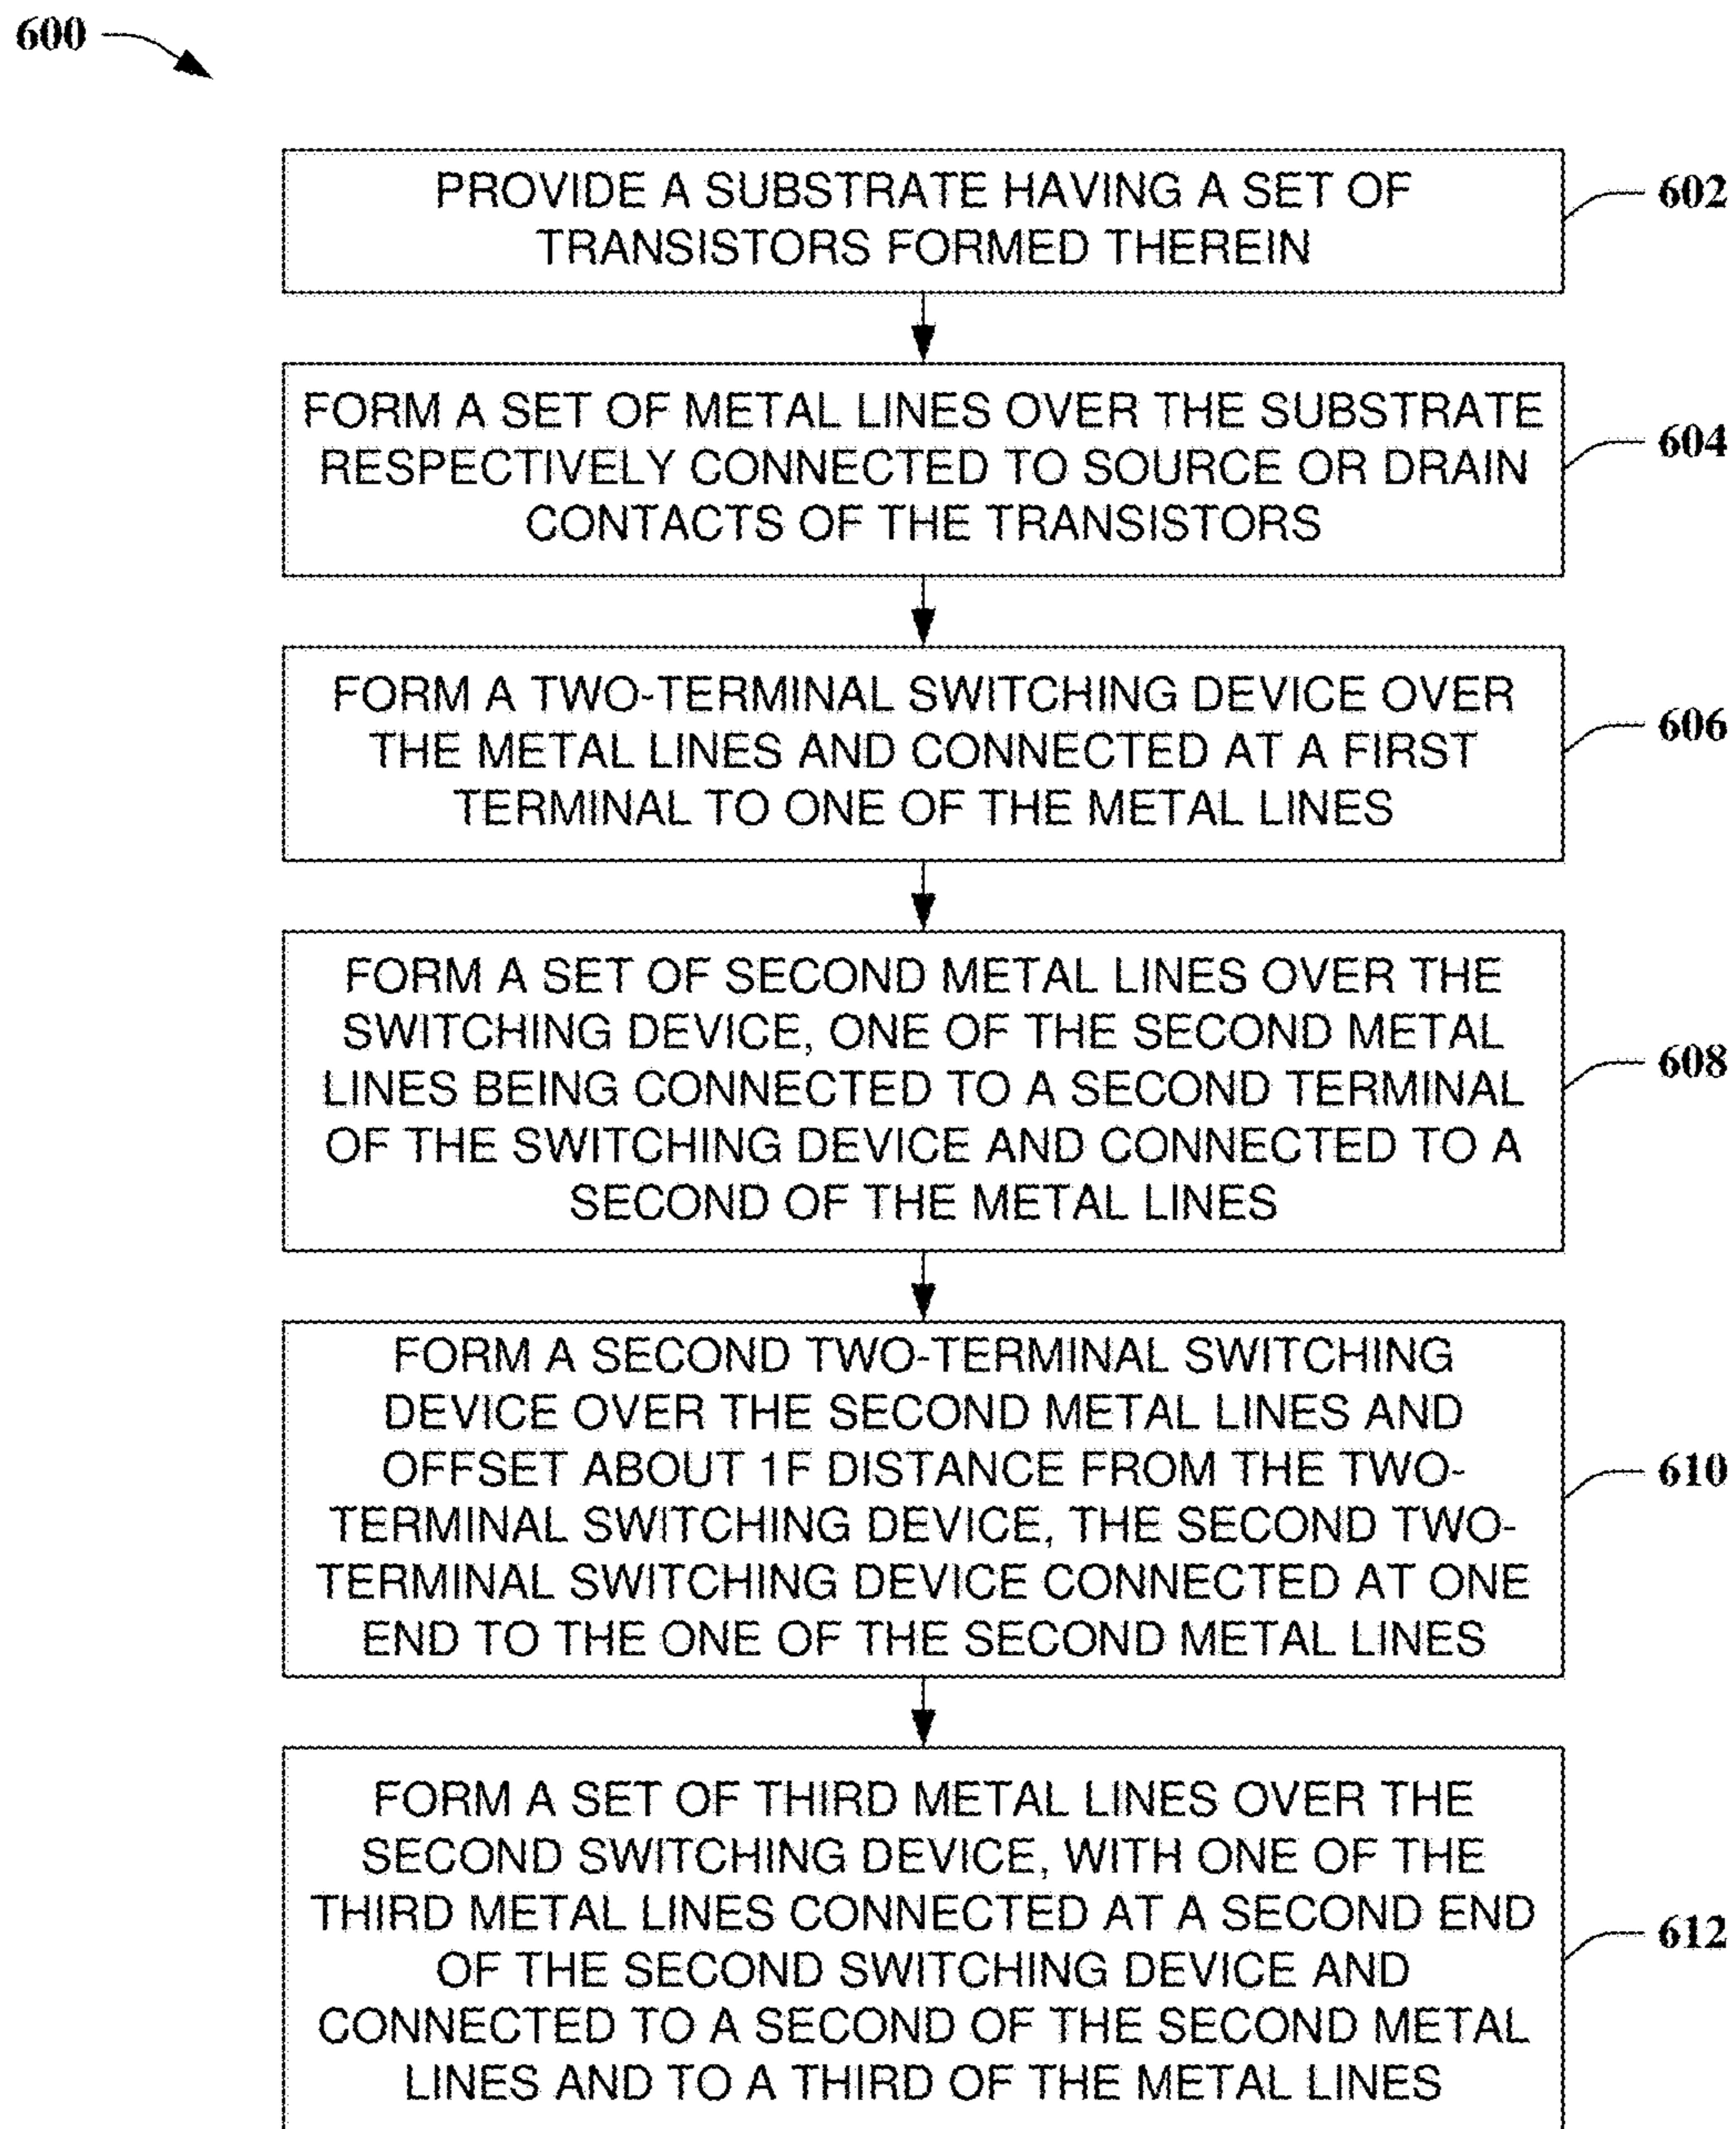 600
PROVIDE A SUBSTRATE HAVING A SET OF
TRANSISTORS FORMED THEREIN
602
FORM A SET OF METAL LINES OVER THE SUBSTRATE
RESPECTIVELY CONNECTED TO SOURCE OR DRAIN
CONTACTS OF THE TRANSISTORS
604
FORM A TWO-TERMINAL SWITCHING DEVICE OVER
THE METAL LINES AND CONNECTED AT A FIRST
TERMINAL TO ONE OF THE METAL LINES
606
FORM A SET OF SECOND METAL LINES OVER THE
SWITCHING DEVICE, ONE OF THE SECOND METAL
LINES BEING CONNECTED TO A SECOND TERMINAL
OF THE SWITCHING DEVICE AND CONNECTED TO A
SECOND OF THE METAL LINES
608
FORM A SECOND TWO-TERMINAL SWITCHING
DEVICE OVER THE SECOND METAL LINES AND
OFFSET ABOUT 1F DISTANCE FROM THE TWO-
TERMINAL SWITCHING DEVICE, THE SECOND TWO-
TERMINAL SWITCHING DEVICE CONNECTED AT ONE
END TO THE ONE OF THE SECOND METAL LINES
610
FORM A SET OF THIRD METAL LINES OVER THE
SECOND SWITCHING DEVICE, WITH ONE OF THE
THIRD METAL LINES CONNECTED AT A SECOND END
OF THE SECOND SWITCHING DEVICE AND
CONNECTED TO A SECOND OF THE SECOND METAL
LINES AND TO A THIRD OF THE METAL LINES
612